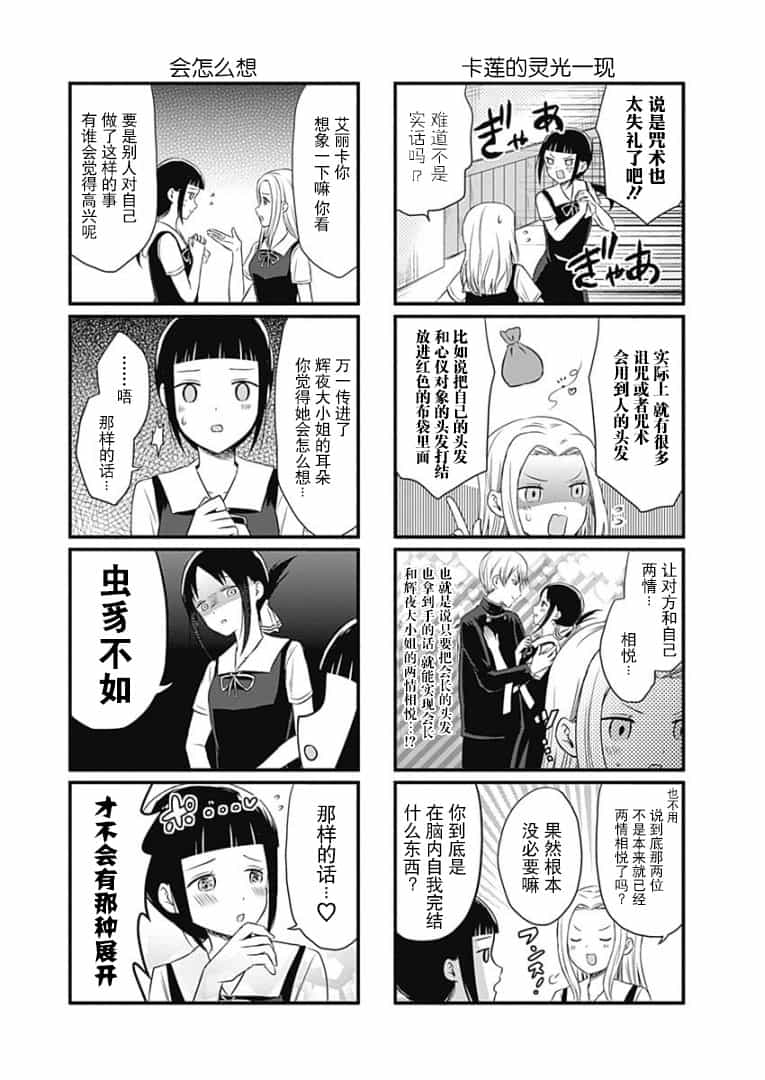 卡莲的灵光一现
说是咒术也
太失礼了吧!!
难道不是
实话吗!?
ぎゃあ
ぎゃあ
实际上 就有很多
诅咒或者咒术
会用到人的头发
比如说把自己的头发
和心仪对象的头发打结
放进红色的布袋里面
让对方和自己
两情…
相悦…
也就是说只要把会长的头发
也拿到手的话 就能实现会长
和辉夜大小姐的两情相悦…!?
也不用
说到底那两位
不是本来就已经
两情相悦了吗?
果然根本
没必要嘛
你到底是
在脑内自我完结
什么东西?
フンスッ
会怎么想
艾丽卡你
想象一下嘛 你看
要是别人对自己
做了这样的事
有谁会觉得高兴呢
万一传进了
辉夜大小姐的耳朵
你觉得她会怎么想…
……唔
那样的话…
虫豸不如
ポ…♡
那样的话…♡
才不会有那种展开